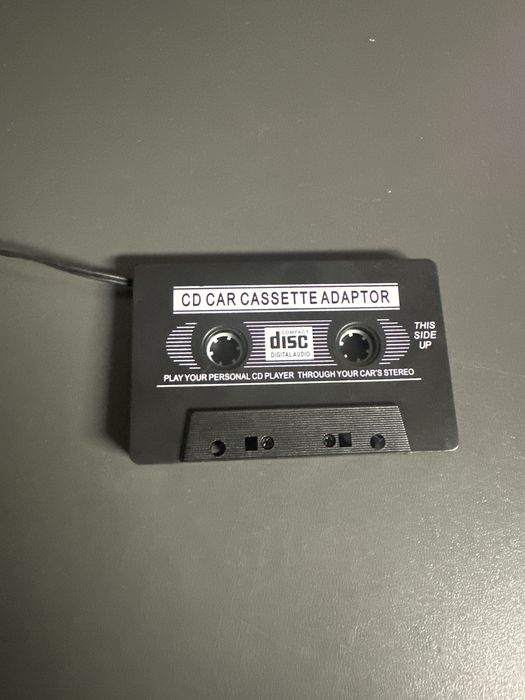 CD CAR CASSETTE ADAPTOR
COMPACT
disc
DIGITAL AUDIO
THIS
SIDE
UP
PLAY YOUR PERSONAL CD PLAYER THROUGH YOUR CAR'S STEREO